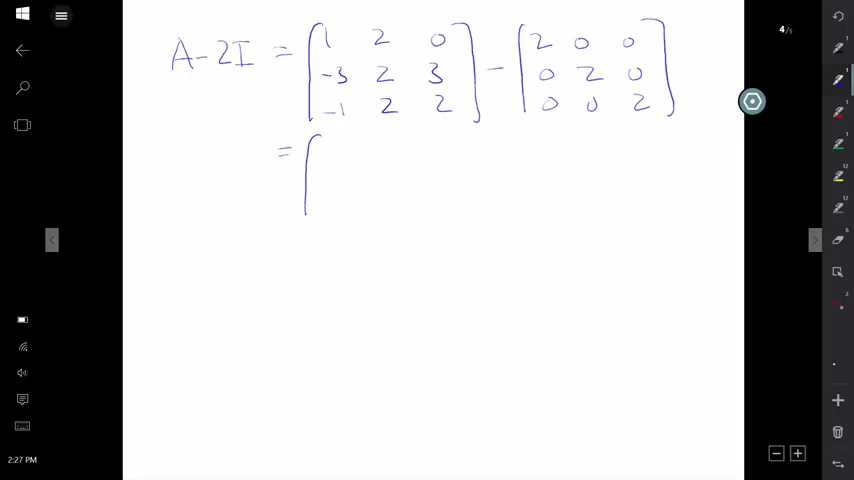 4/5
A-2I = [1 2 0
-3 2 3
-1 2 2] - [2 0 0
0 2 0
0 0 2]
= [
2:27 PM